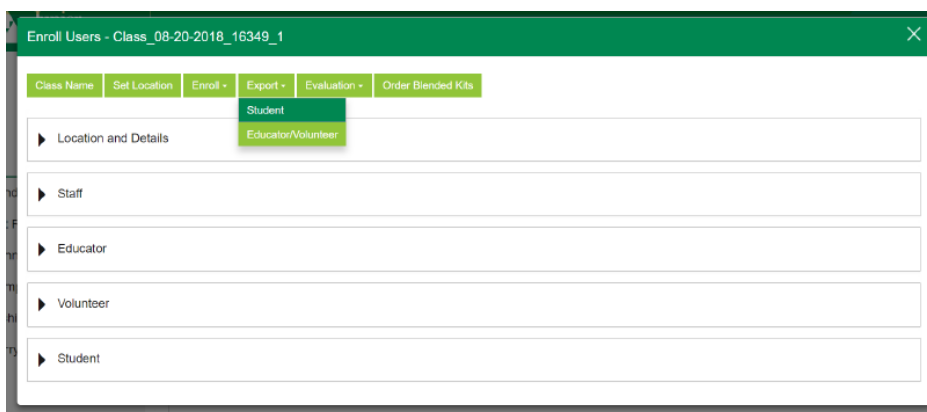 Enroll Users - Class_08-20-2018_16349_1
Class Name Set Location Enroll Export Evaluation Order Blended Kits
Student
Educator/Volunteer
Location and Details
Staff
Educator
Volunteer
Student